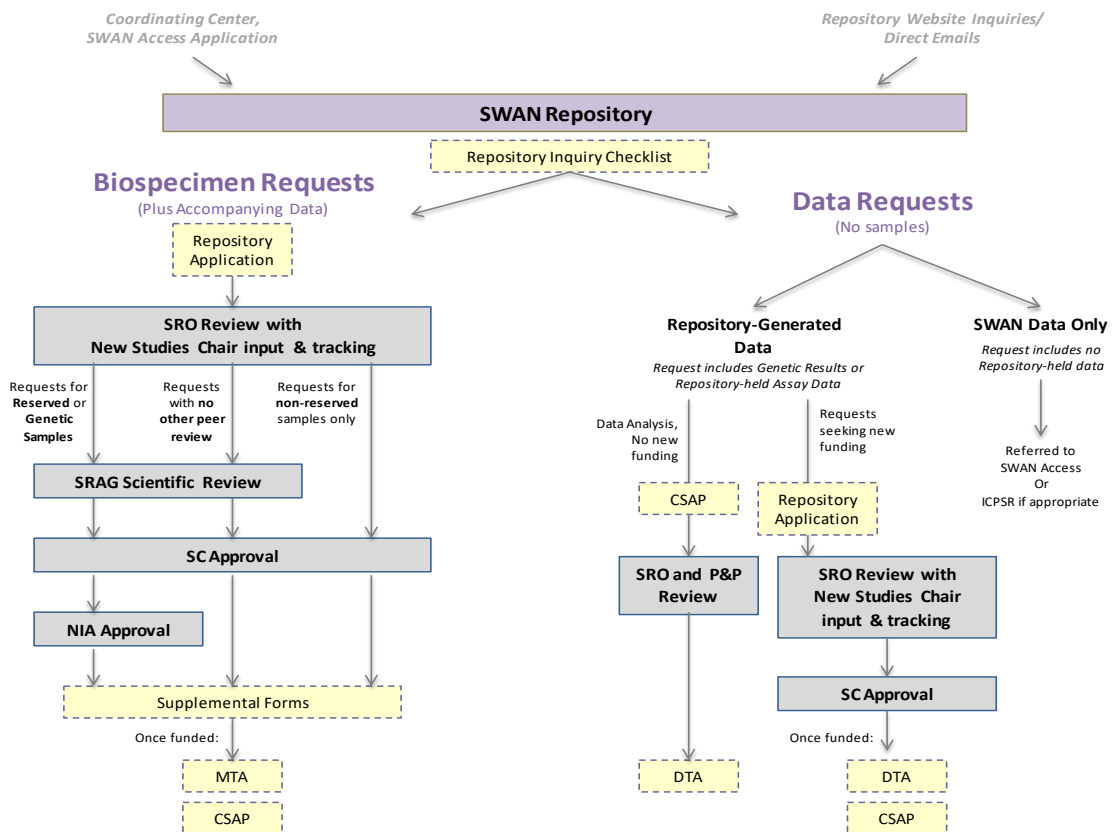 Coordinating Center,
SWAN Access Application
Repository Website Inquiries/
Direct Emails
SWAN Repository
Repository Inquiry Checklist
Biospecimen Requests
(Plus Accompanying Data)
Repository
Application
SRO Review with
New Studies Chair input & tracking
Requests for
Reserved or
Genetic
Samples
Requests
with no
other peer
review
Requests for
non-reserved
samples only
SRAG Scientific Review
SC Approval
NIA Approval
Supplemental Forms
Once funded:
MTA
CSAP
Data Requests
(No samples)
Repository-Generated
Data
Request includes Genetic Results or
Repository-held Assay Data
Data Analysis,
No new
funding
CSAP
SRO and P&P
Review
DTA
Requests
seeking new
funding
Repository
Application
SRO Review with
New Studies Chair
input & tracking
SC Approval
Once funded:
DTA
CSAP
SWAN Data Only
Request includes no
Repository-held data
Referred to
SWAN Access
Or
ICPSR if appropriate